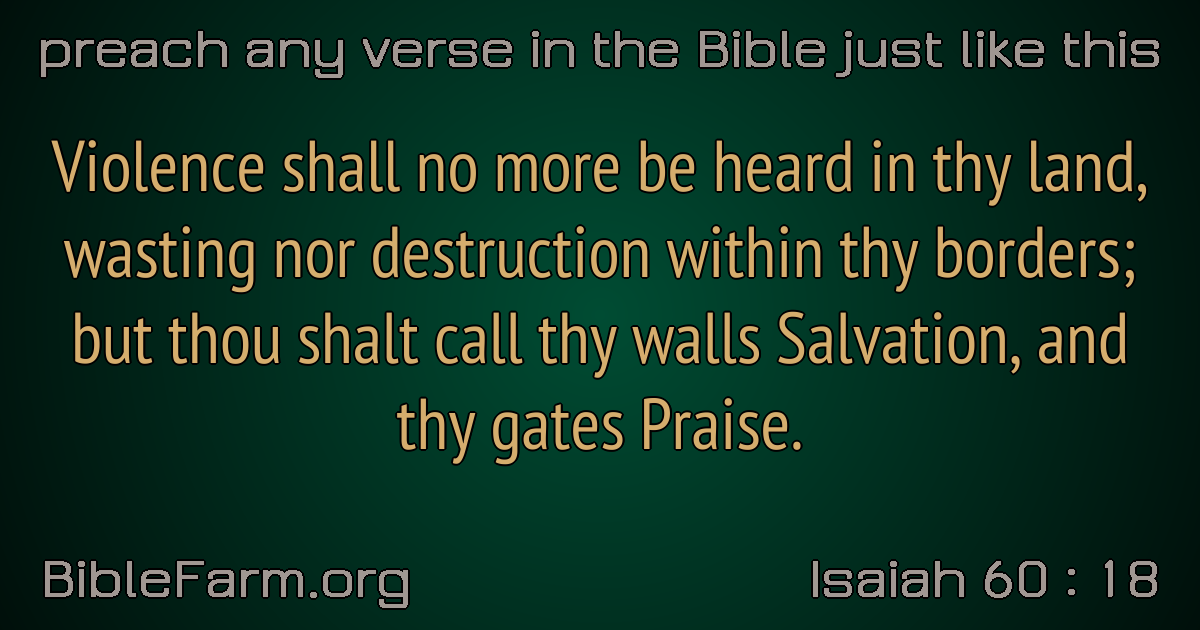 preach any verse in the Bible just like this
Violence shall no more be heard in thy land,
wasting nor destruction within thy borders;
but thou shalt call thy walls Salvation, and
thy gates Praise.
BibleFarm.org
Isaiah 60 : 18